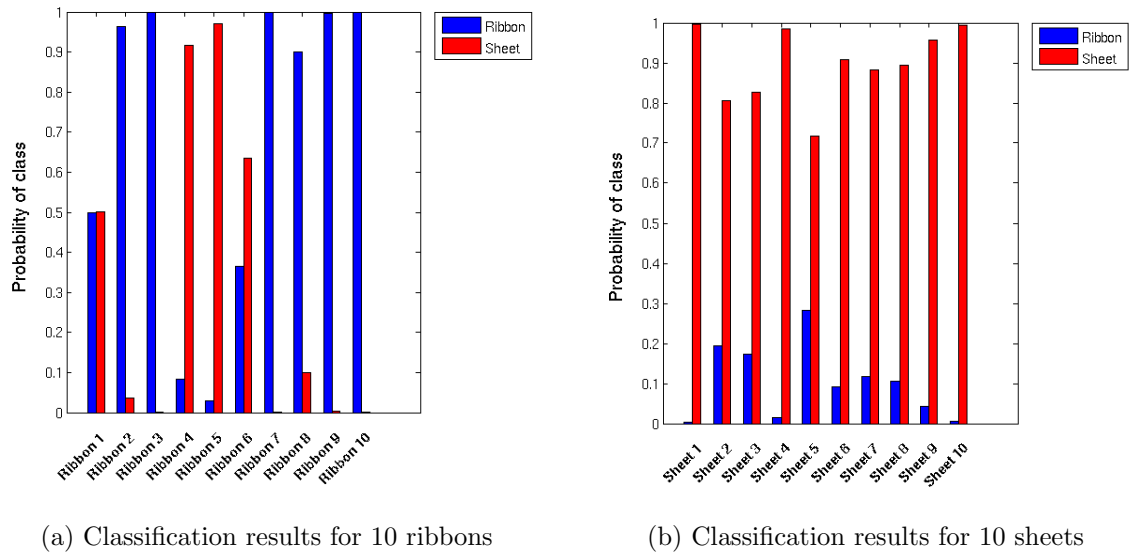 1
0.9
0.8
0.7
0.6
0.5
0.4
0.3
0.2
0.1
0
Probability of class
Ribbon 1
Ribbon 2
Ribbon 3
Ribbon 4
Ribbon 5
Ribbon 6
Ribbon 7
Ribbon 8
Ribbon 9
Ribbon 10
Ribbon
Sheet
(a) Classification results for 10 ribbons
1
0.9
0.8
0.7
0.6
0.5
0.4
0.3
0.2
0.1
0
Probability of class
Sheet 1
Sheet 2
Sheet 3
Sheet 4
Sheet 5
Sheet 6
Sheet 7
Sheet 8
Sheet 9
Sheet 10
Ribbon
Sheet
(b) Classification results for 10 sheets